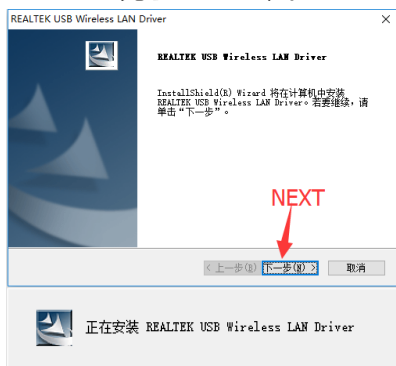 REALTEK USB Wireless LAN Driver
REALTEK USB Wireless LAN Driver
InstallShield(R) Wizard 将在计算机中安装
REALTEK USB Wireless LAN Driver。若要继续，请
单击“下一步”。
NEXT
< 上一步(B) 下一步(N) > 取消
正在安装 REALTEK USB Wireless LAN Driver